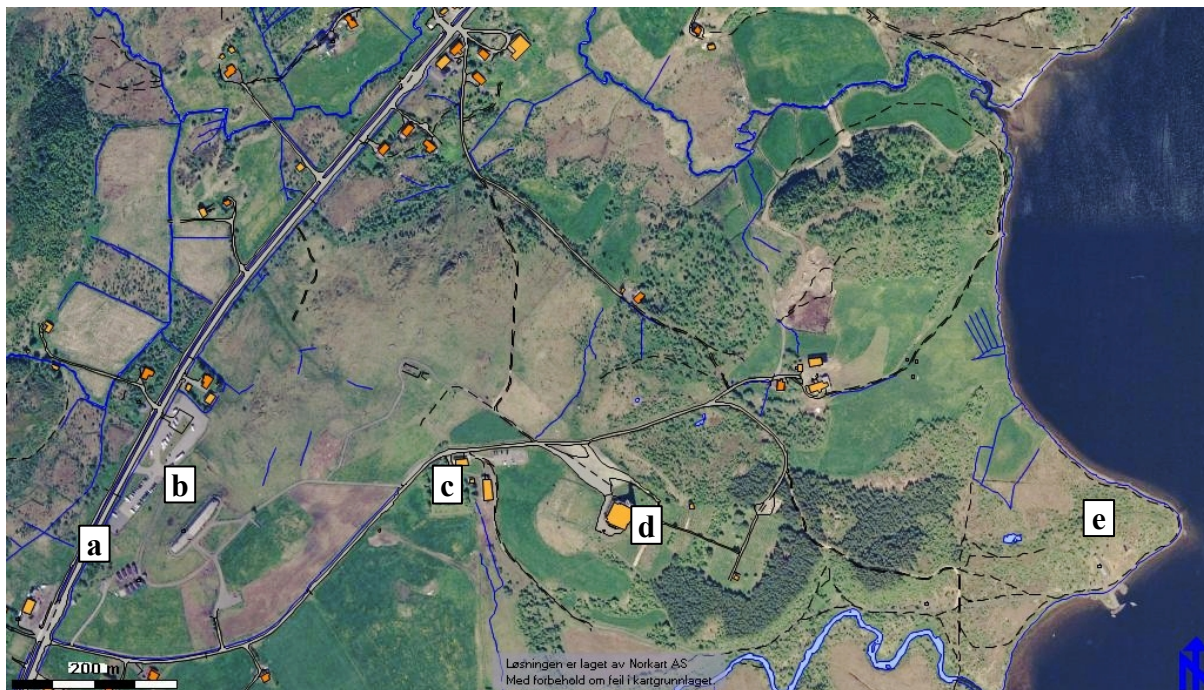 c
d
b
e
a
200 m
Løsningen er laget av Norkart AS
Med forbehold om feil i kartgrunnlaget
N